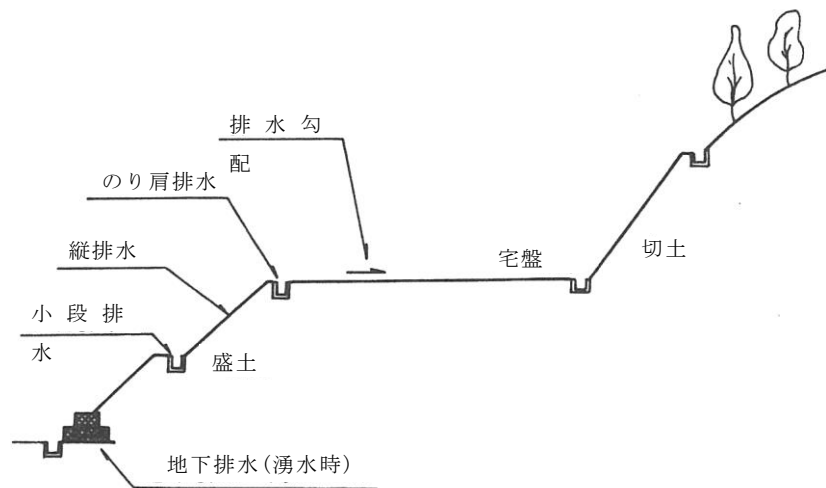 排水勾
配
のり肩排水
縦排水
宅盤
切土
小段排
水
盛土
地下排水(湧水時)